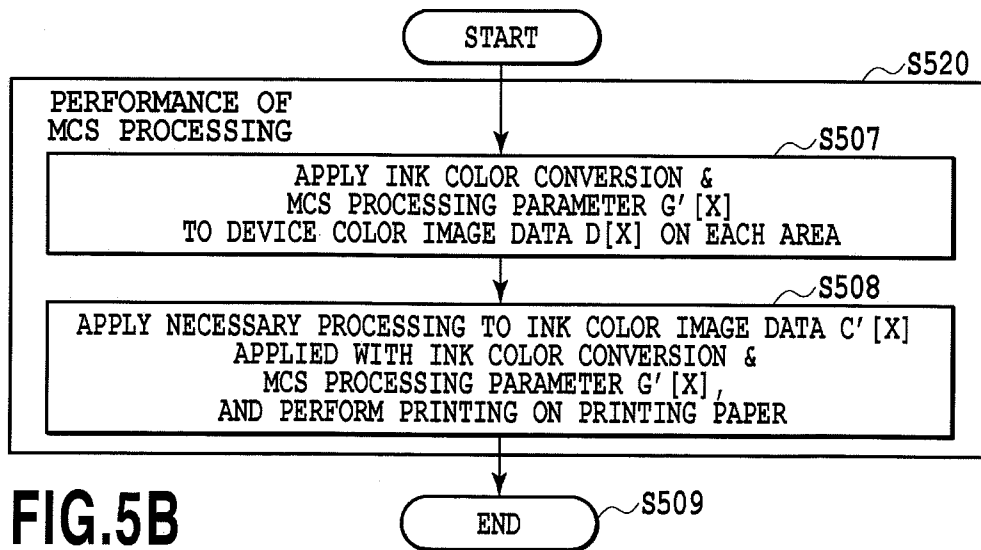 START
S520
PERFORMANCE OF
MCS PROCESSING
S507
APPLY INK COLOR CONVERSION &
MCS PROCESSING PARAMETER G'[X]
TO DEVICE COLOR IMAGE DATA D[X] ON EACH AREA
S508
APPLY NECESSARY PROCESSING TO INK COLOR IMAGE DATA C'[X]
APPLIED WITH INK COLOR CONVERSION &
MCS PROCESSING PARAMETER G'[X],
AND PERFORM PRINTING ON PRINTING PAPER
END
S509
FIG.5B